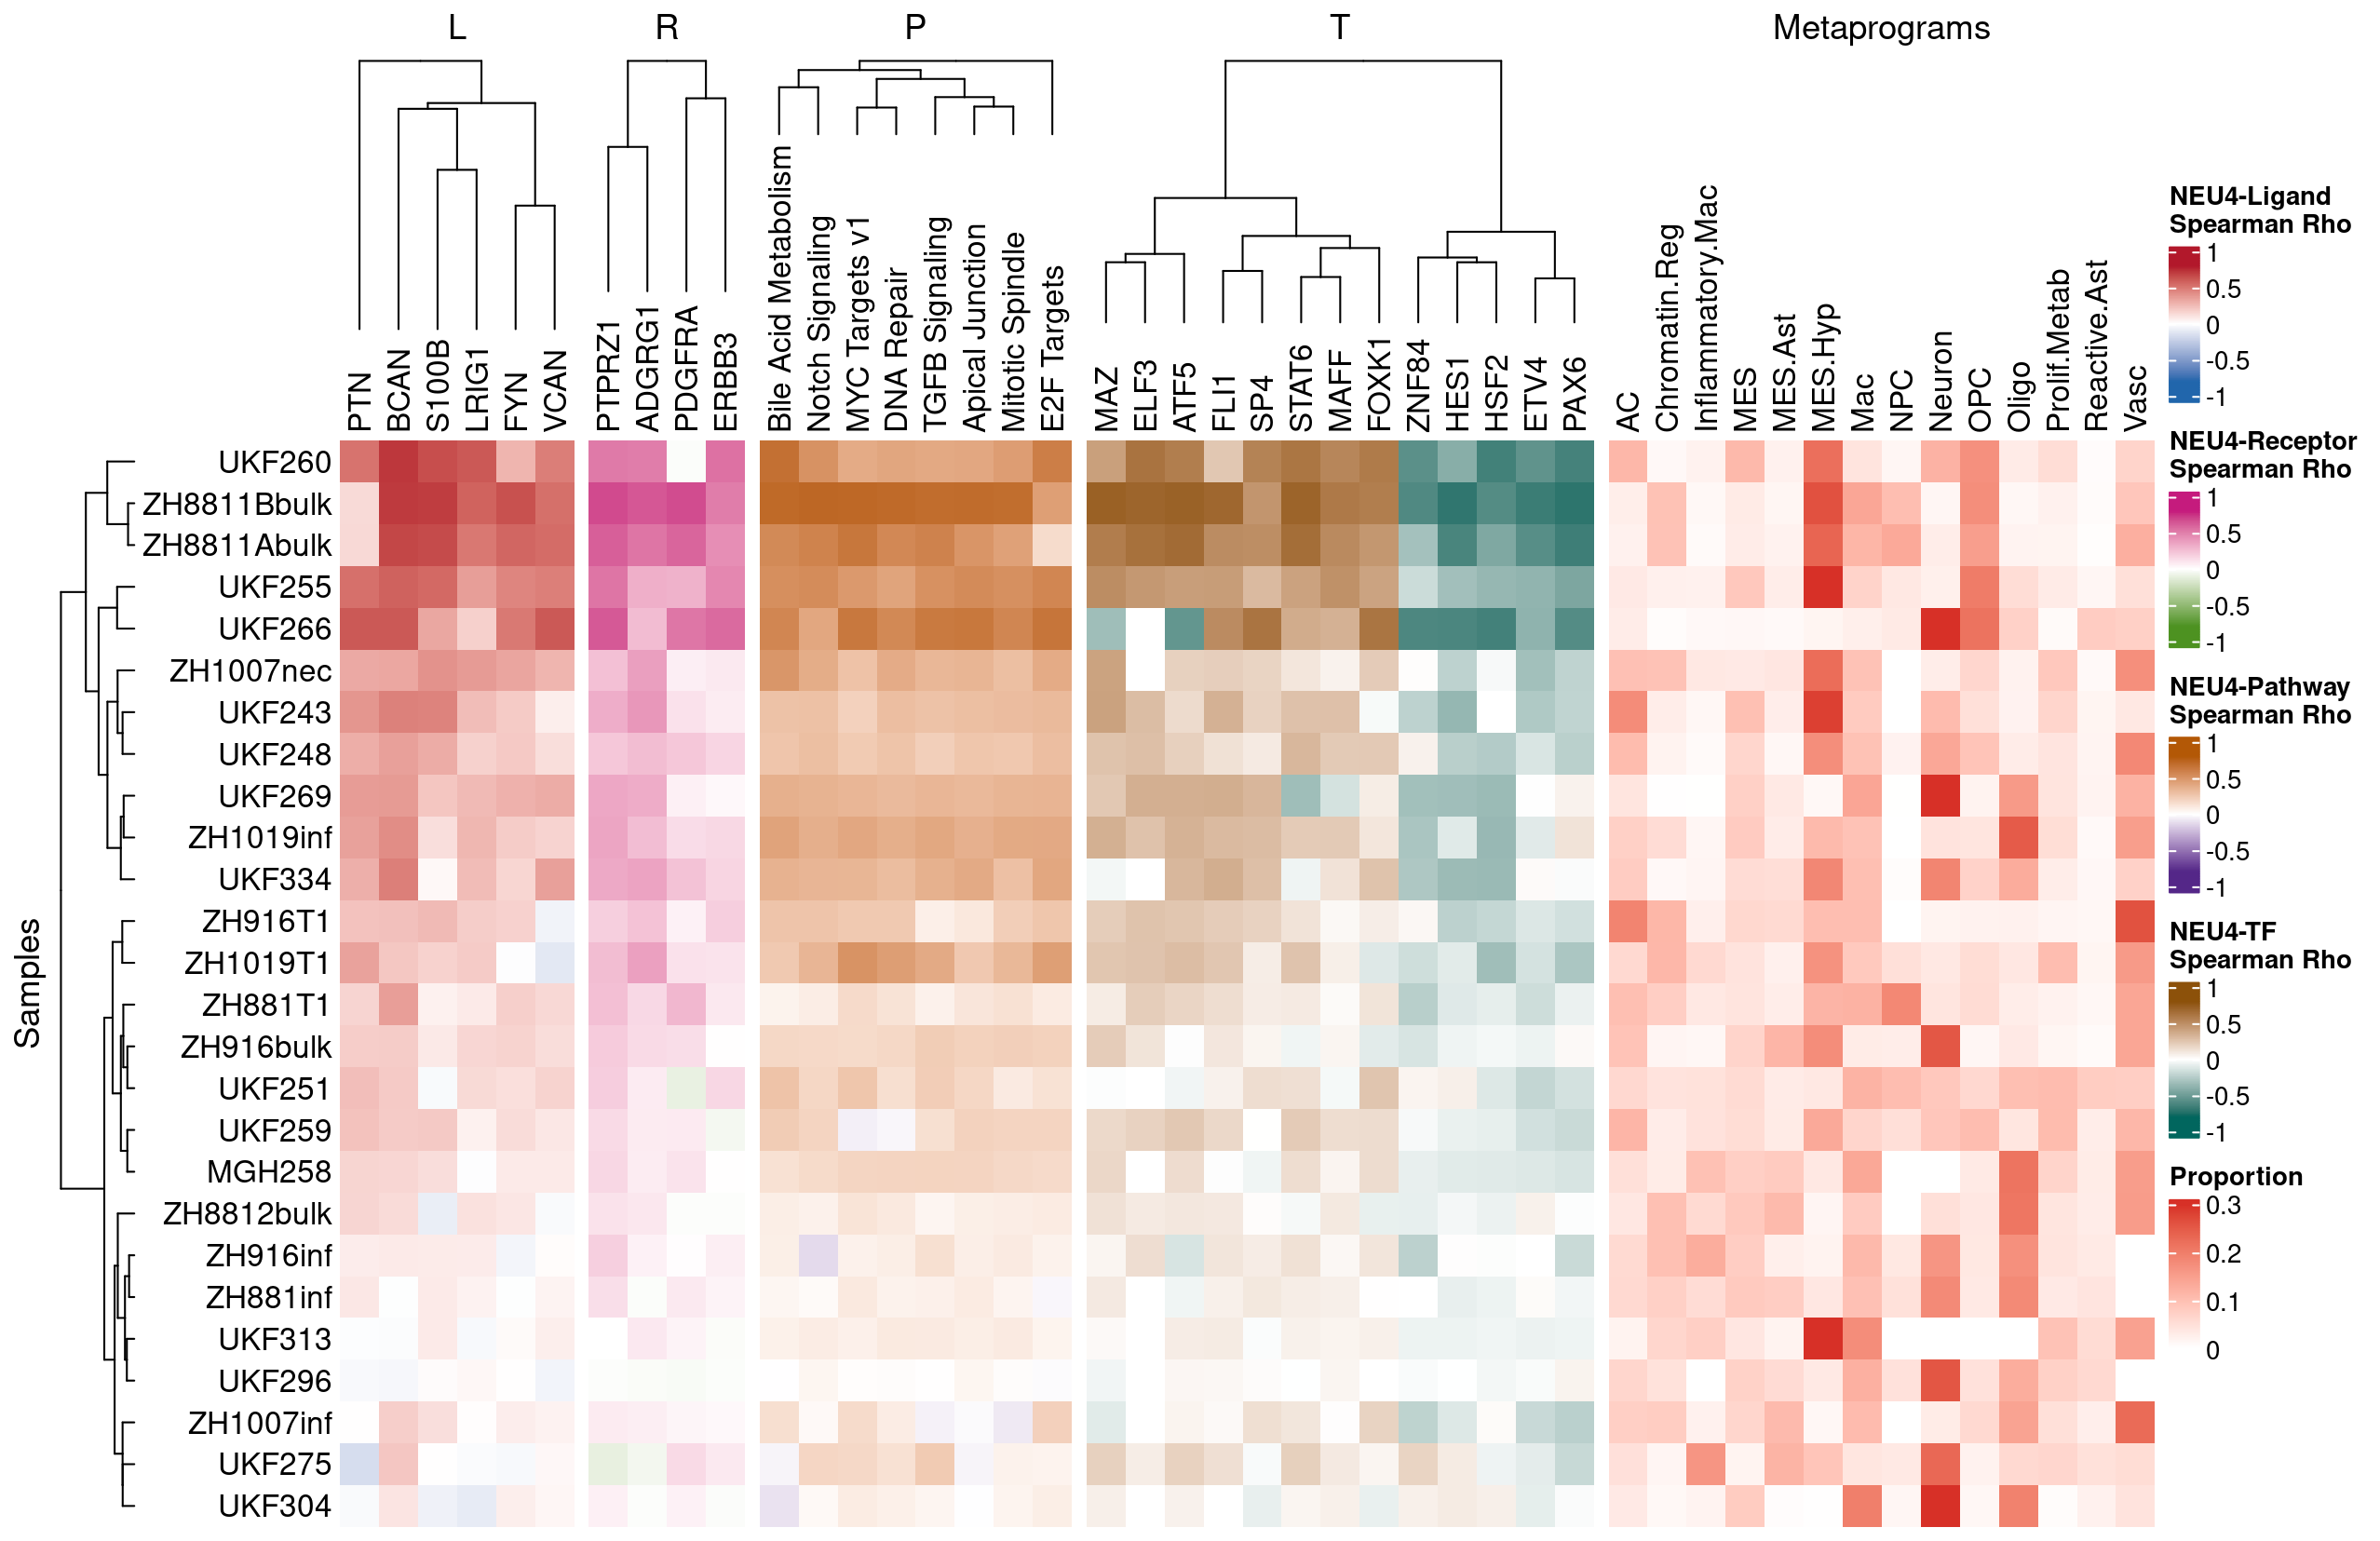 L
R
P
T
Metaprograms
PTN
BCAN
S100B
LRIG1
FYN
VCAN
PTPRZ1
ADGRG1
PDGFRA
ERBB3
Bile Acid Metabolism
Notch Signaling
MYC Targets v1
DNA Repair
TGFB Signaling
Apical Junction
Mitotic Spindle
E2F Targets
MAZ
ELF3
ATF5
FLI1
SP4
STAT6
MAFF
FOXK1
ZNF84
HES1
HSF2
ETV4
PAX6
AC
Chromatin.Reg
Inflammatory.Mac
MES
MES.Ast
MES.Hyp
Mac
NPC
Neuron
OPC
Oligo
Prolif.Metab
Reactive.Ast
Vasc
Samples
UKF260
ZH8811Bbulk
ZH8811Abulk
UKF255
UKF266
ZH1007nec
UKF243
UKF248
UKF269
ZH1019inf
UKF334
ZH916T1
ZH1019T1
ZH881T1
ZH916bulk
UKF251
UKF259
MGH258
ZH8812bulk
ZH916inf
ZH881inf
UKF313
UKF296
ZH1007inf
UKF275
UKF304
NEU4-Ligand
Spearman Rho
1
0.5
0
-0.5
-1
NEU4-Receptor
Spearman Rho
1
0.5
0
-0.5
-1
NEU4-Pathway
Spearman Rho
1
0.5
0
-0.5
-1
NEU4-TF
Spearman Rho
1
0.5
0
-0.5
-1
Proportion
0.3
0.2
0.1
0